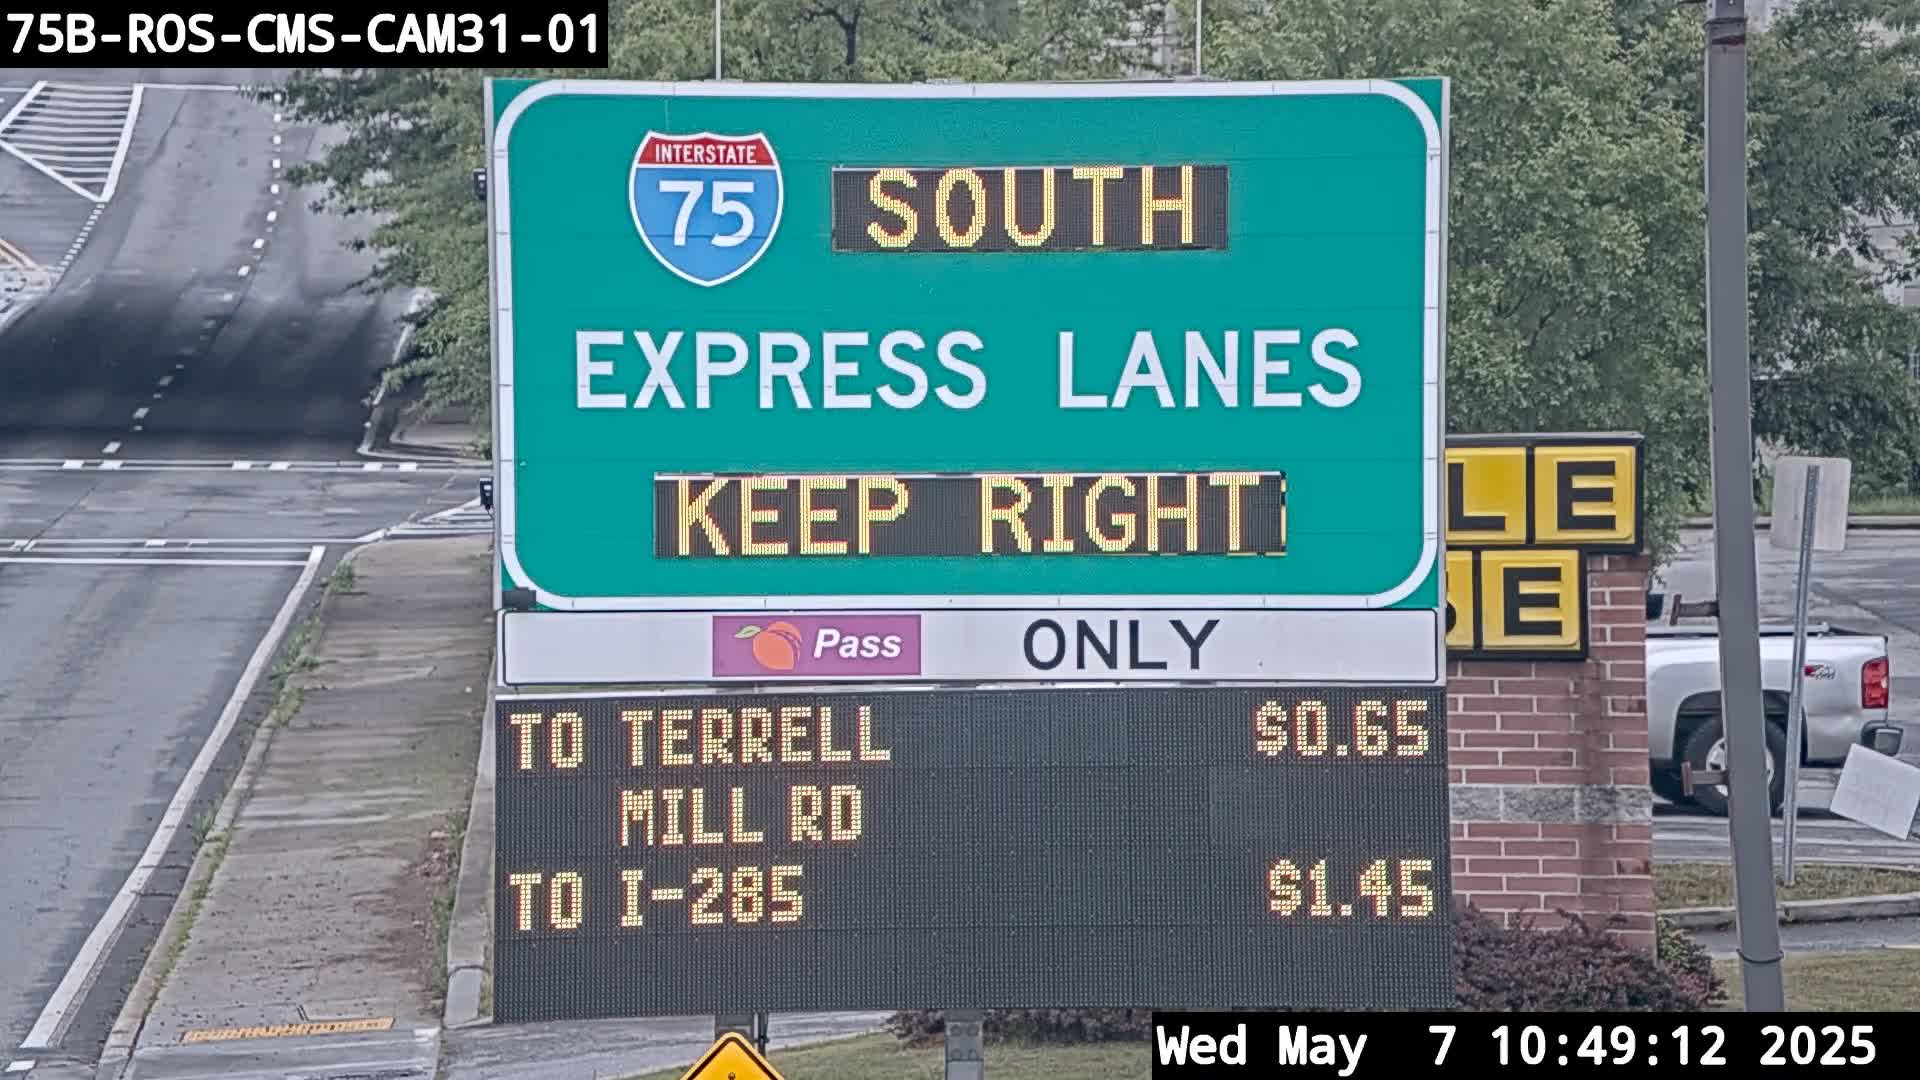 75B-ROS-CMS-CAM31-01
INTERSTATE
75
SOUTH
EXPRESS LANES
KEEP RIGHT
Pass ONLY
TO TERRELL $0.65
MILL RD
TO I-285 $1.45
LE
E
Wed May 7 10:49:12 2025